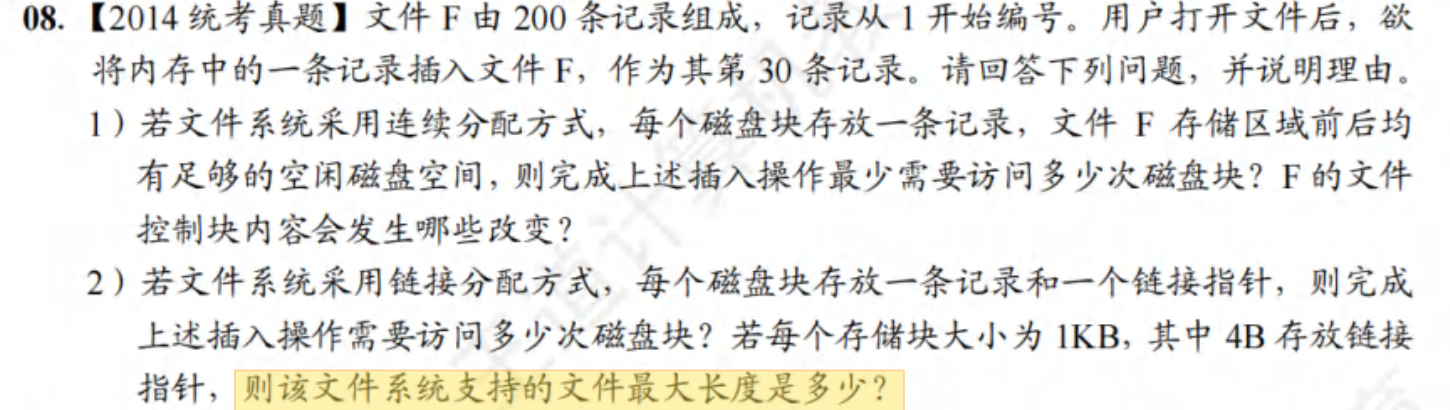 08.【2014 统考真题】文件 F 由 200 条记录组成，记录从 1 开始编号。用户打开文件后，欲
将内存中的一条记录插入文件 F，作为其第 30 条记录。请回答下列问题，并说明理由。
1）若文件系统采用连续分配方式，每个磁盘块存放一条记录，文件 F 存储区域前后均
有足够的空闲磁盘空间，则完成上述插入操作最少需要访问多少次磁盘块？F 的文件
控制块内容会发生哪些改变？
2）若文件系统采用链接分配方式，每个磁盘块存放一条记录和一个链接指针，则完成
上述插入操作需要访问多少次磁盘块？若每个存储块大小为 1KB，其中 4B 存放链接
指针，则该文件系统支持的文件最大长度是多少？